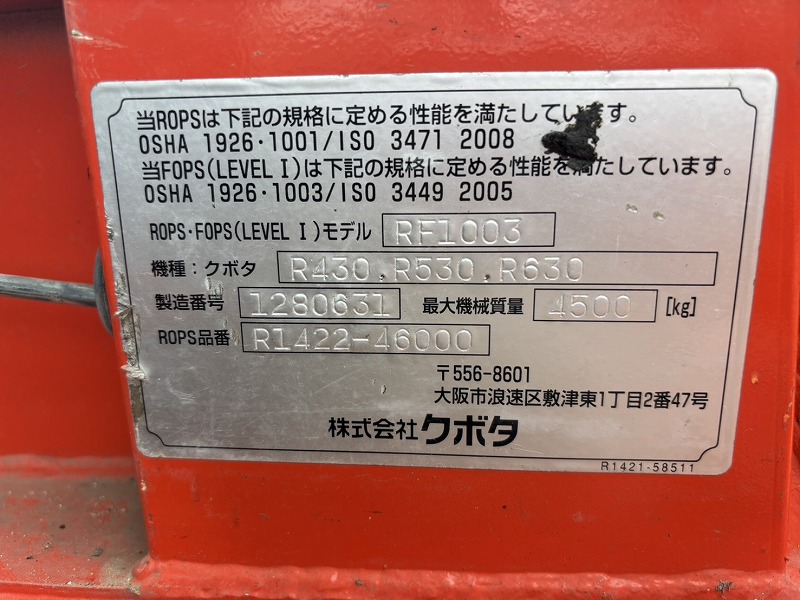 当ROPSは下記の規格に定める性能を満たしています。
OSHA 1926・1001/ISO 3471 2008
当FOPS(LEVEL Ⅰ)は下記の規格に定める性能を満たしています。
OSHA 1926・1003/ISO 3449 2005
ROPS・FOPS(LEVEL Ⅰ)モデル RF1003
機種：クボタ R430,R530,R630
製造番号 1280631 最大機械質量 4500 [kg]
ROPS品番 R1422-46000
〒556-8601
大阪市浪速区敷津東1丁目2番47号
株式会社クボタ
R1421-58511